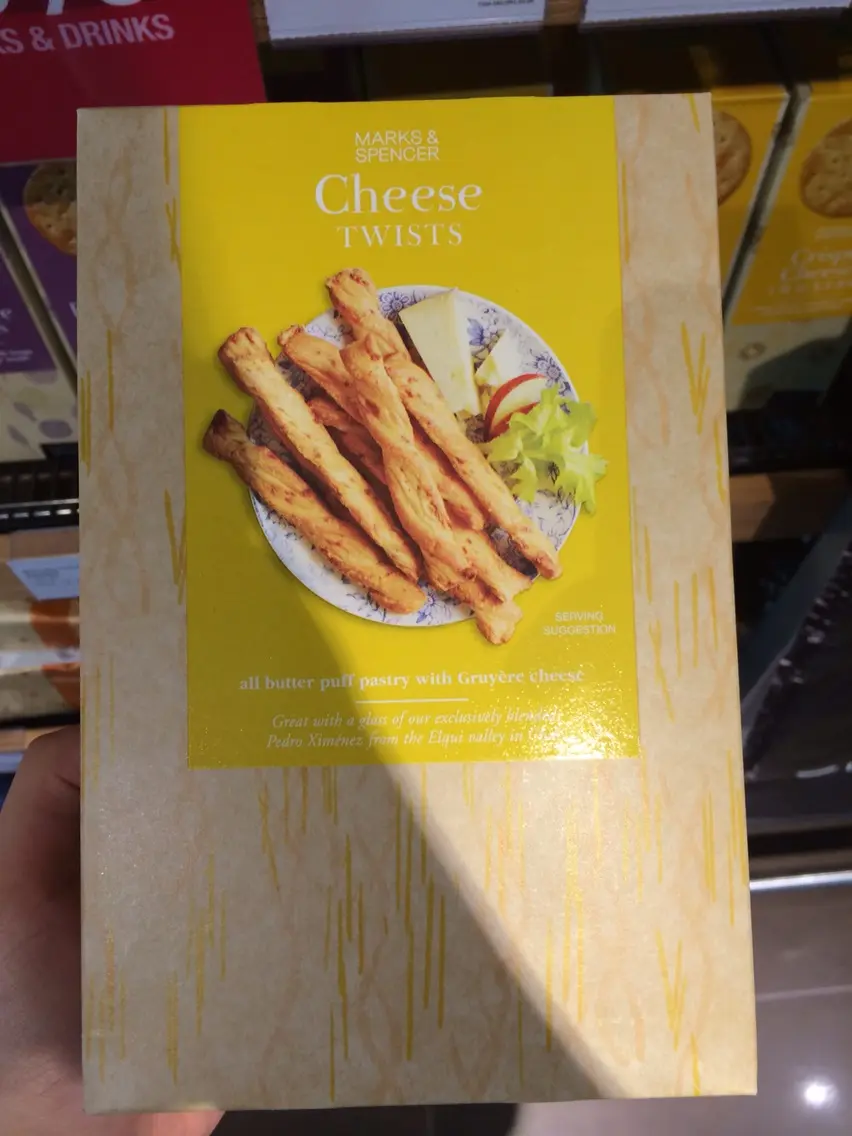 & DRINKS
MARKS &
SPENCER
Cheese
TWISTS
SERVING
SUGGESTION
all butter puff pastry with Gruyère cheese
Great with a glass of our exclusively blended
Pedro Ximénez from the Elqui valley in